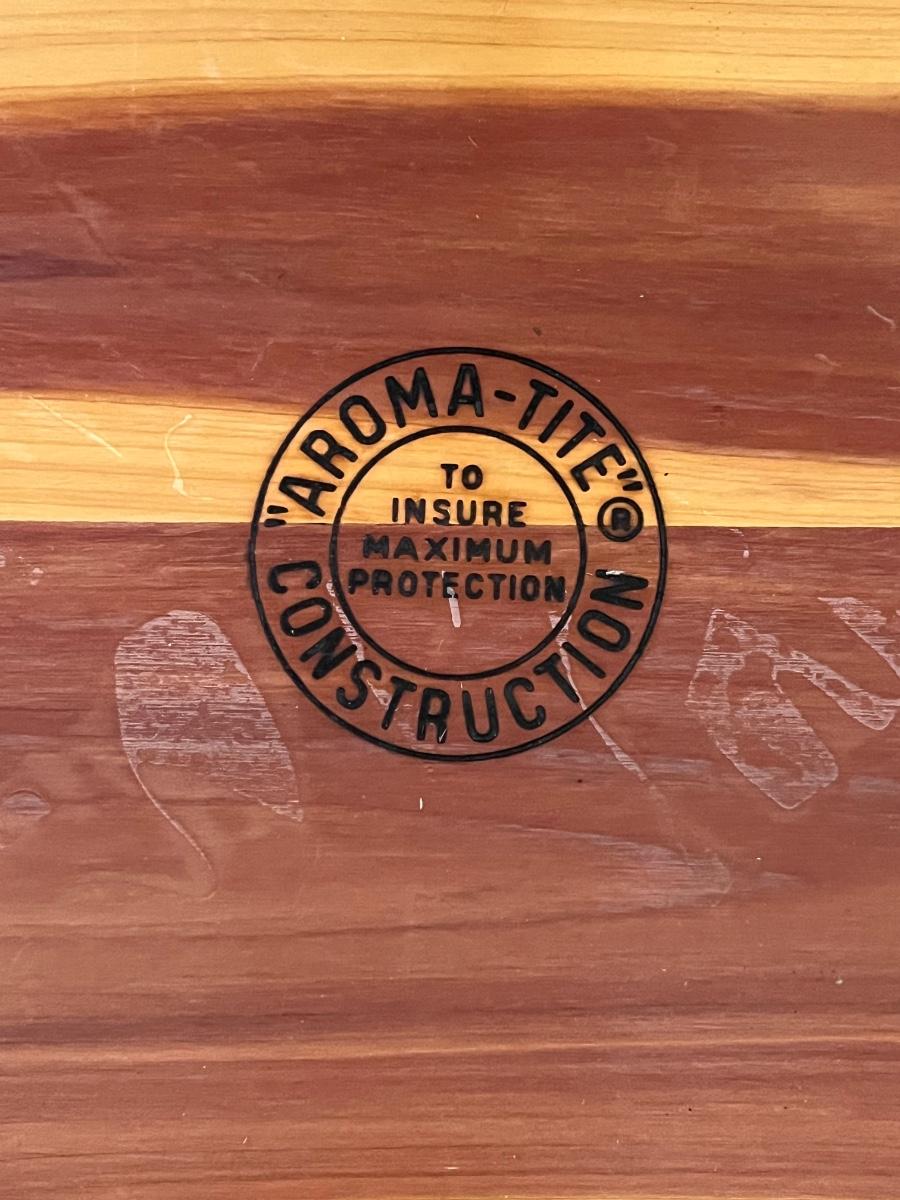 "AROMA-TITE"®
TO
INSURE
MAXIMUM
PROTECTION
CONSTRUCTION